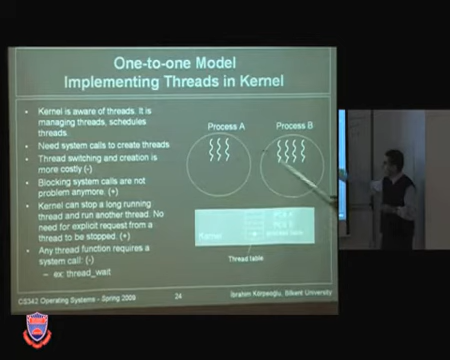 One-to-one Model
Implementing Threads in Kernel
• Kernel is aware of threads. It is
managing threads, schedules
threads.
• Need system calls to create threads
• Thread switching and creation is
more costly (-)
• Blocking system calls are not
problem anymore. (+)
• Kernel can stop a long running
thread and run another thread. No
need for explicit request from a
thread to be stopped. (+)
• Any thread function requires a
system call. (-)
– ex: thread_wait
Process A
Process B
Kernel
PCB A
PCB B
Thread table
CS342 Operating Systems - Spring 2009
24
İbrahim Körpeoğlu, Bilkent University